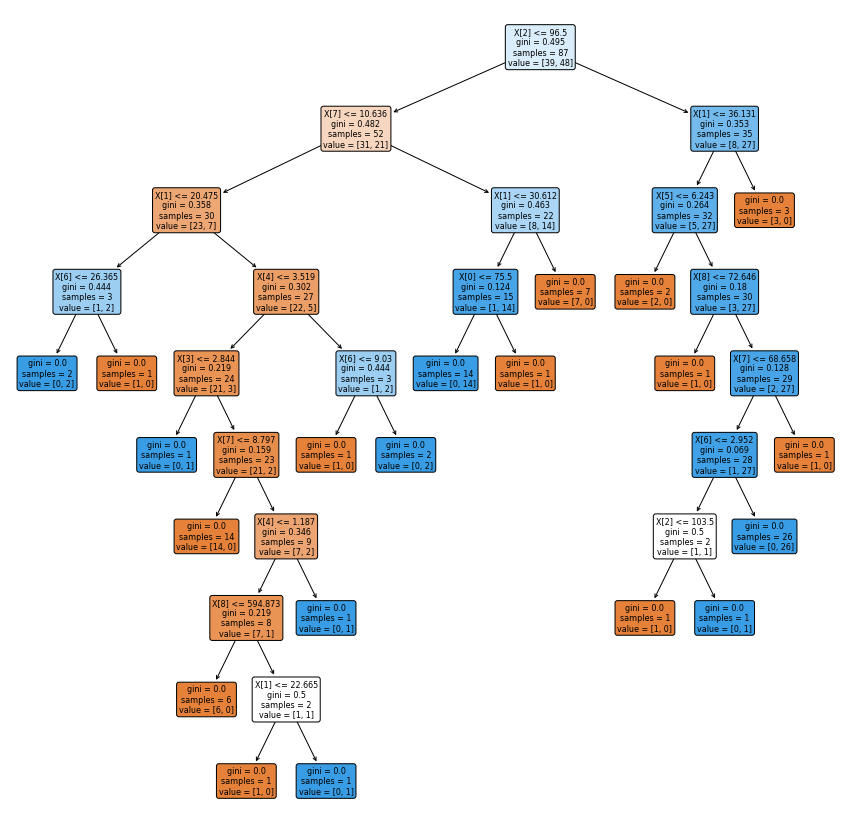 X[2] <= 96.5
gini = 0.495
samples = 87
value = [39, 48]
X[7] <= 10.636
gini = 0.482
samples = 52
value = [31, 21]
X[1] <= 36.131
gini = 0.353
samples = 35
value = [8, 27]
X[1] <= 20.475
gini = 0.358
samples = 30
value = [23, 7]
X[1] <= 30.612
gini = 0.463
samples = 22
value = [8, 14]
X[5] <= 6.243
gini = 0.264
samples = 32
value = [5, 27]
gini = 0.0
samples = 3
value = [3, 0]
X[6] <= 26.365
gini = 0.444
samples = 3
value = [1, 2]
X[4] <= 3.519
gini = 0.302
samples = 27
value = [22, 5]
X[0] <= 75.5
gini = 0.124
samples = 15
value = [1, 14]
gini = 0.0
samples = 7
value = [7, 0]
gini = 0.0
samples = 2
value = [2, 0]
X[8] <= 72.646
gini = 0.18
samples = 30
value = [3, 27]
gini = 0.0
samples = 2
value = [0, 2]
gini = 0.0
samples = 1
value = [1, 0]
X[3] <= 2.844
gini = 0.219
samples = 24
value = [21, 3]
X[6] <= 9.03
gini = 0.444
samples = 3
value = [1, 2]
gini = 0.0
samples = 14
value = [0, 14]
gini = 0.0
samples = 1
value = [1, 0]
gini = 0.0
samples = 1
value = [1, 0]
X[7] <= 68.658
gini = 0.128
samples = 29
value = [2, 27]
gini = 0.0
samples = 1
value = [0, 1]
X[7] <= 8.797
gini = 0.159
samples = 23
value = [21, 2]
gini = 0.0
samples = 1
value = [1, 0]
gini = 0.0
samples = 2
value = [0, 2]
X[6] <= 2.952
gini = 0.069
samples = 28
value = [1, 27]
gini = 0.0
samples = 1
value = [1, 0]
gini = 0.0
samples = 14
value = [14, 0]
X[4] <= 1.187
gini = 0.346
samples = 9
value = [7, 2]
X[2] <= 103.5
gini = 0.5
samples = 2
value = [1, 1]
gini = 0.0
samples = 26
value = [0, 26]
X[8] <= 594.873
gini = 0.219
samples = 8
value = [7, 1]
gini = 0.0
samples = 1
value = [0, 1]
gini = 0.0
samples = 1
value = [1, 0]
gini = 0.0
samples = 1
value = [0, 1]
gini = 0.0
samples = 6
value = [6, 0]
X[1] <= 22.665
gini = 0.5
samples = 2
value = [1, 1]
gini = 0.0
samples = 1
value = [1, 0]
gini = 0.0
samples = 1
value = [0, 1]